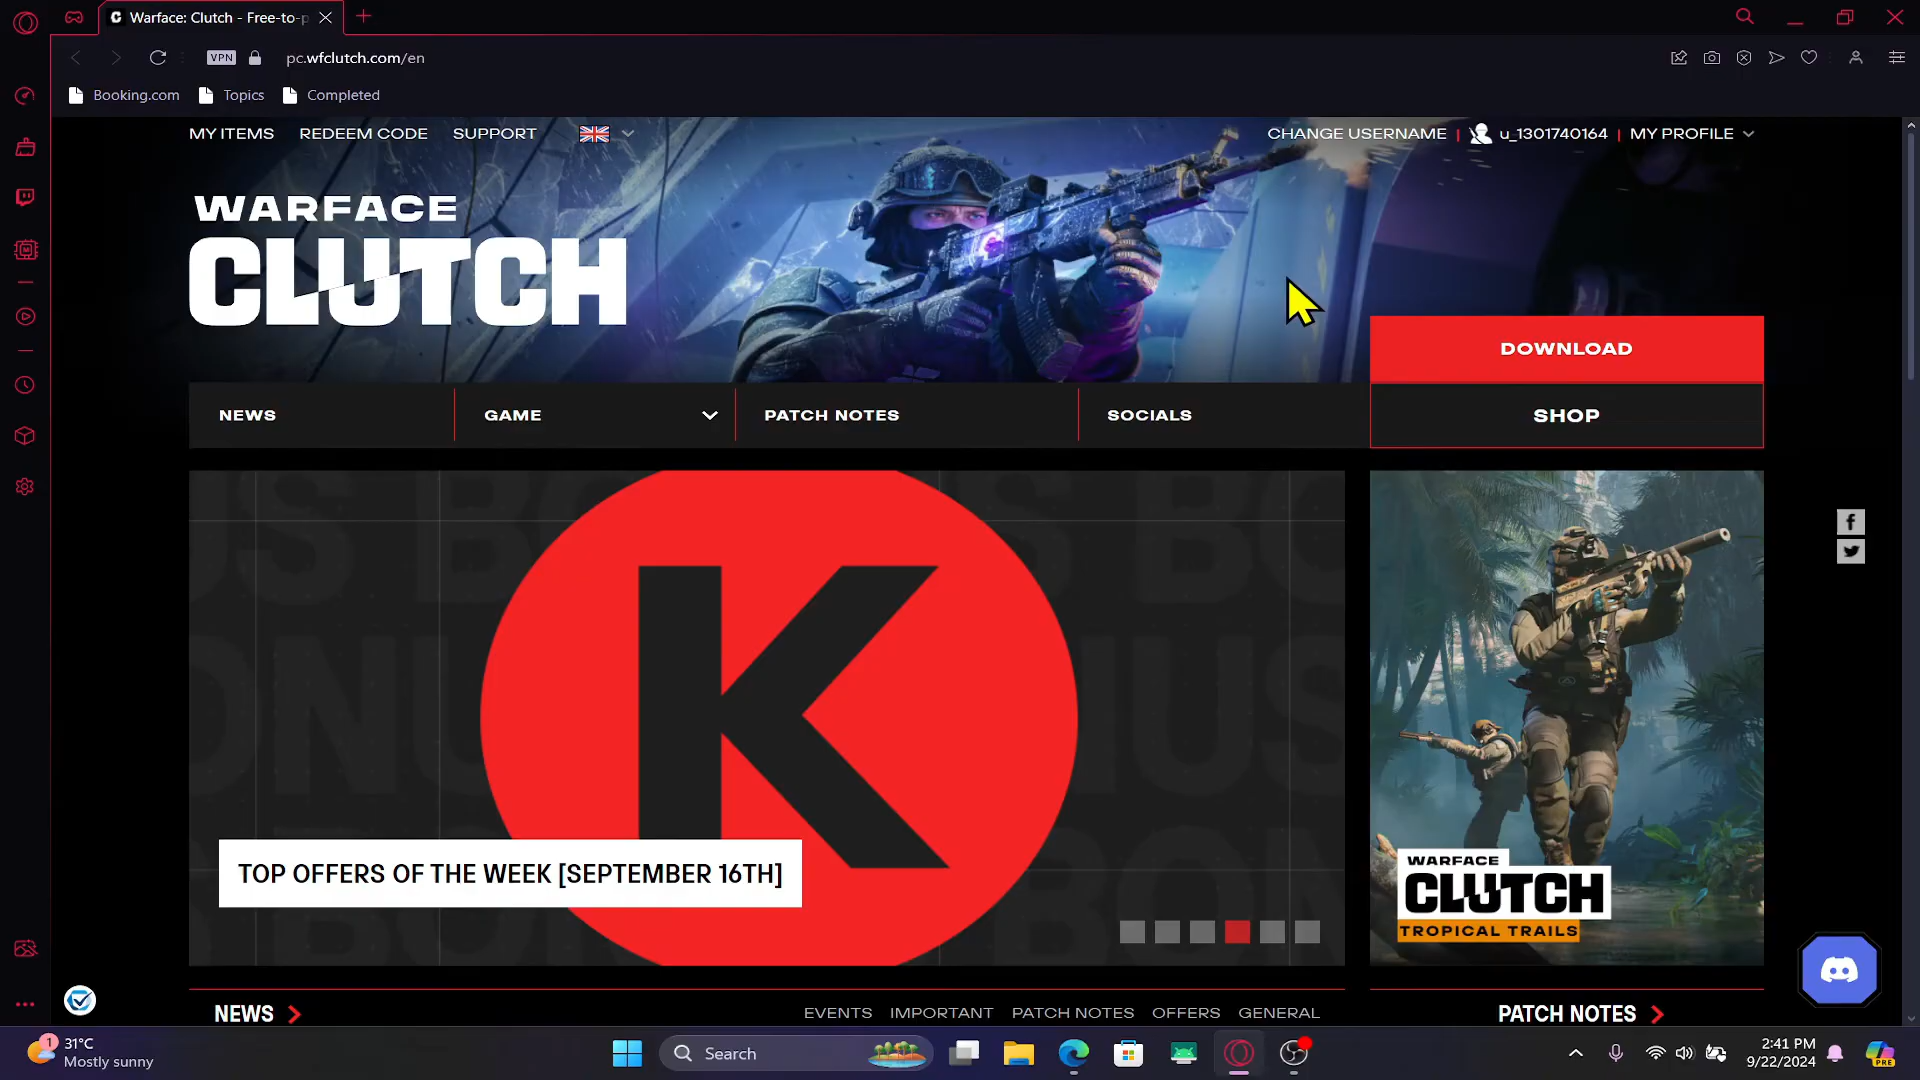 Warface: Clutch - Free-to-p
VPN
pc.wfclutch.com/en
Booking.com Topics Completed
MY ITEMS REDEEM CODE SUPPORT CHANGE USERNAME | u_1301740164 | MY PROFILE
WARFACE
CLUTCH
DOWNLOAD
NEWS GAME PATCH NOTES SOCIALS SHOP
K
TOP OFFERS OF THE WEEK [SEPTEMBER 16TH]
WARFACE
CLUTCH
TROPICAL TRAILS
NEWS EVENTS IMPORTANT PATCH NOTES OFFERS GENERAL PATCH NOTES
1
31°C
Mostly sunny
Search
2:41 PM
9/22/2024
PRE